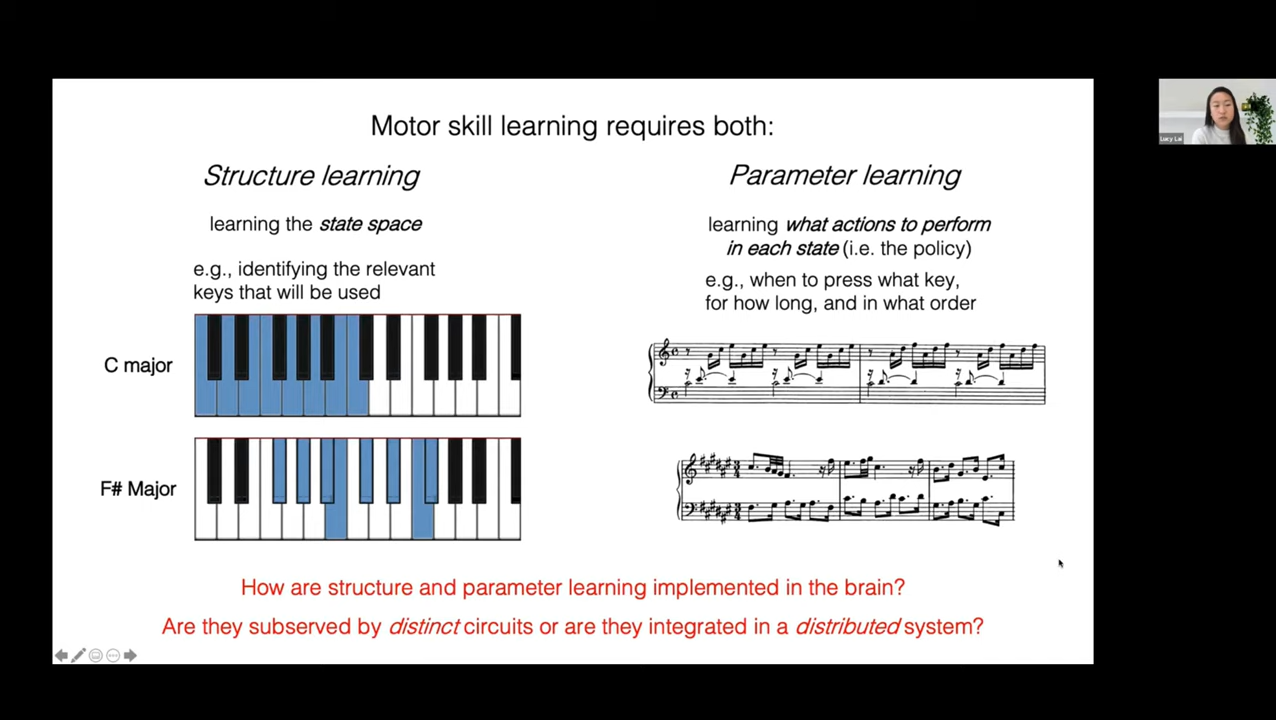 Motor skill learning requires both:
Structure learning
learning the state space
e.g., identifying the relevant
keys that will be used
C major
F# Major
Parameter learning
learning what actions to perform
in each state (i.e. the policy)
e.g., when to press what key,
for how long, and in what order
How are structure and parameter learning implemented in the brain?
Are they subserved by distinct circuits or are they integrated in a distributed system?
Lucy Lai